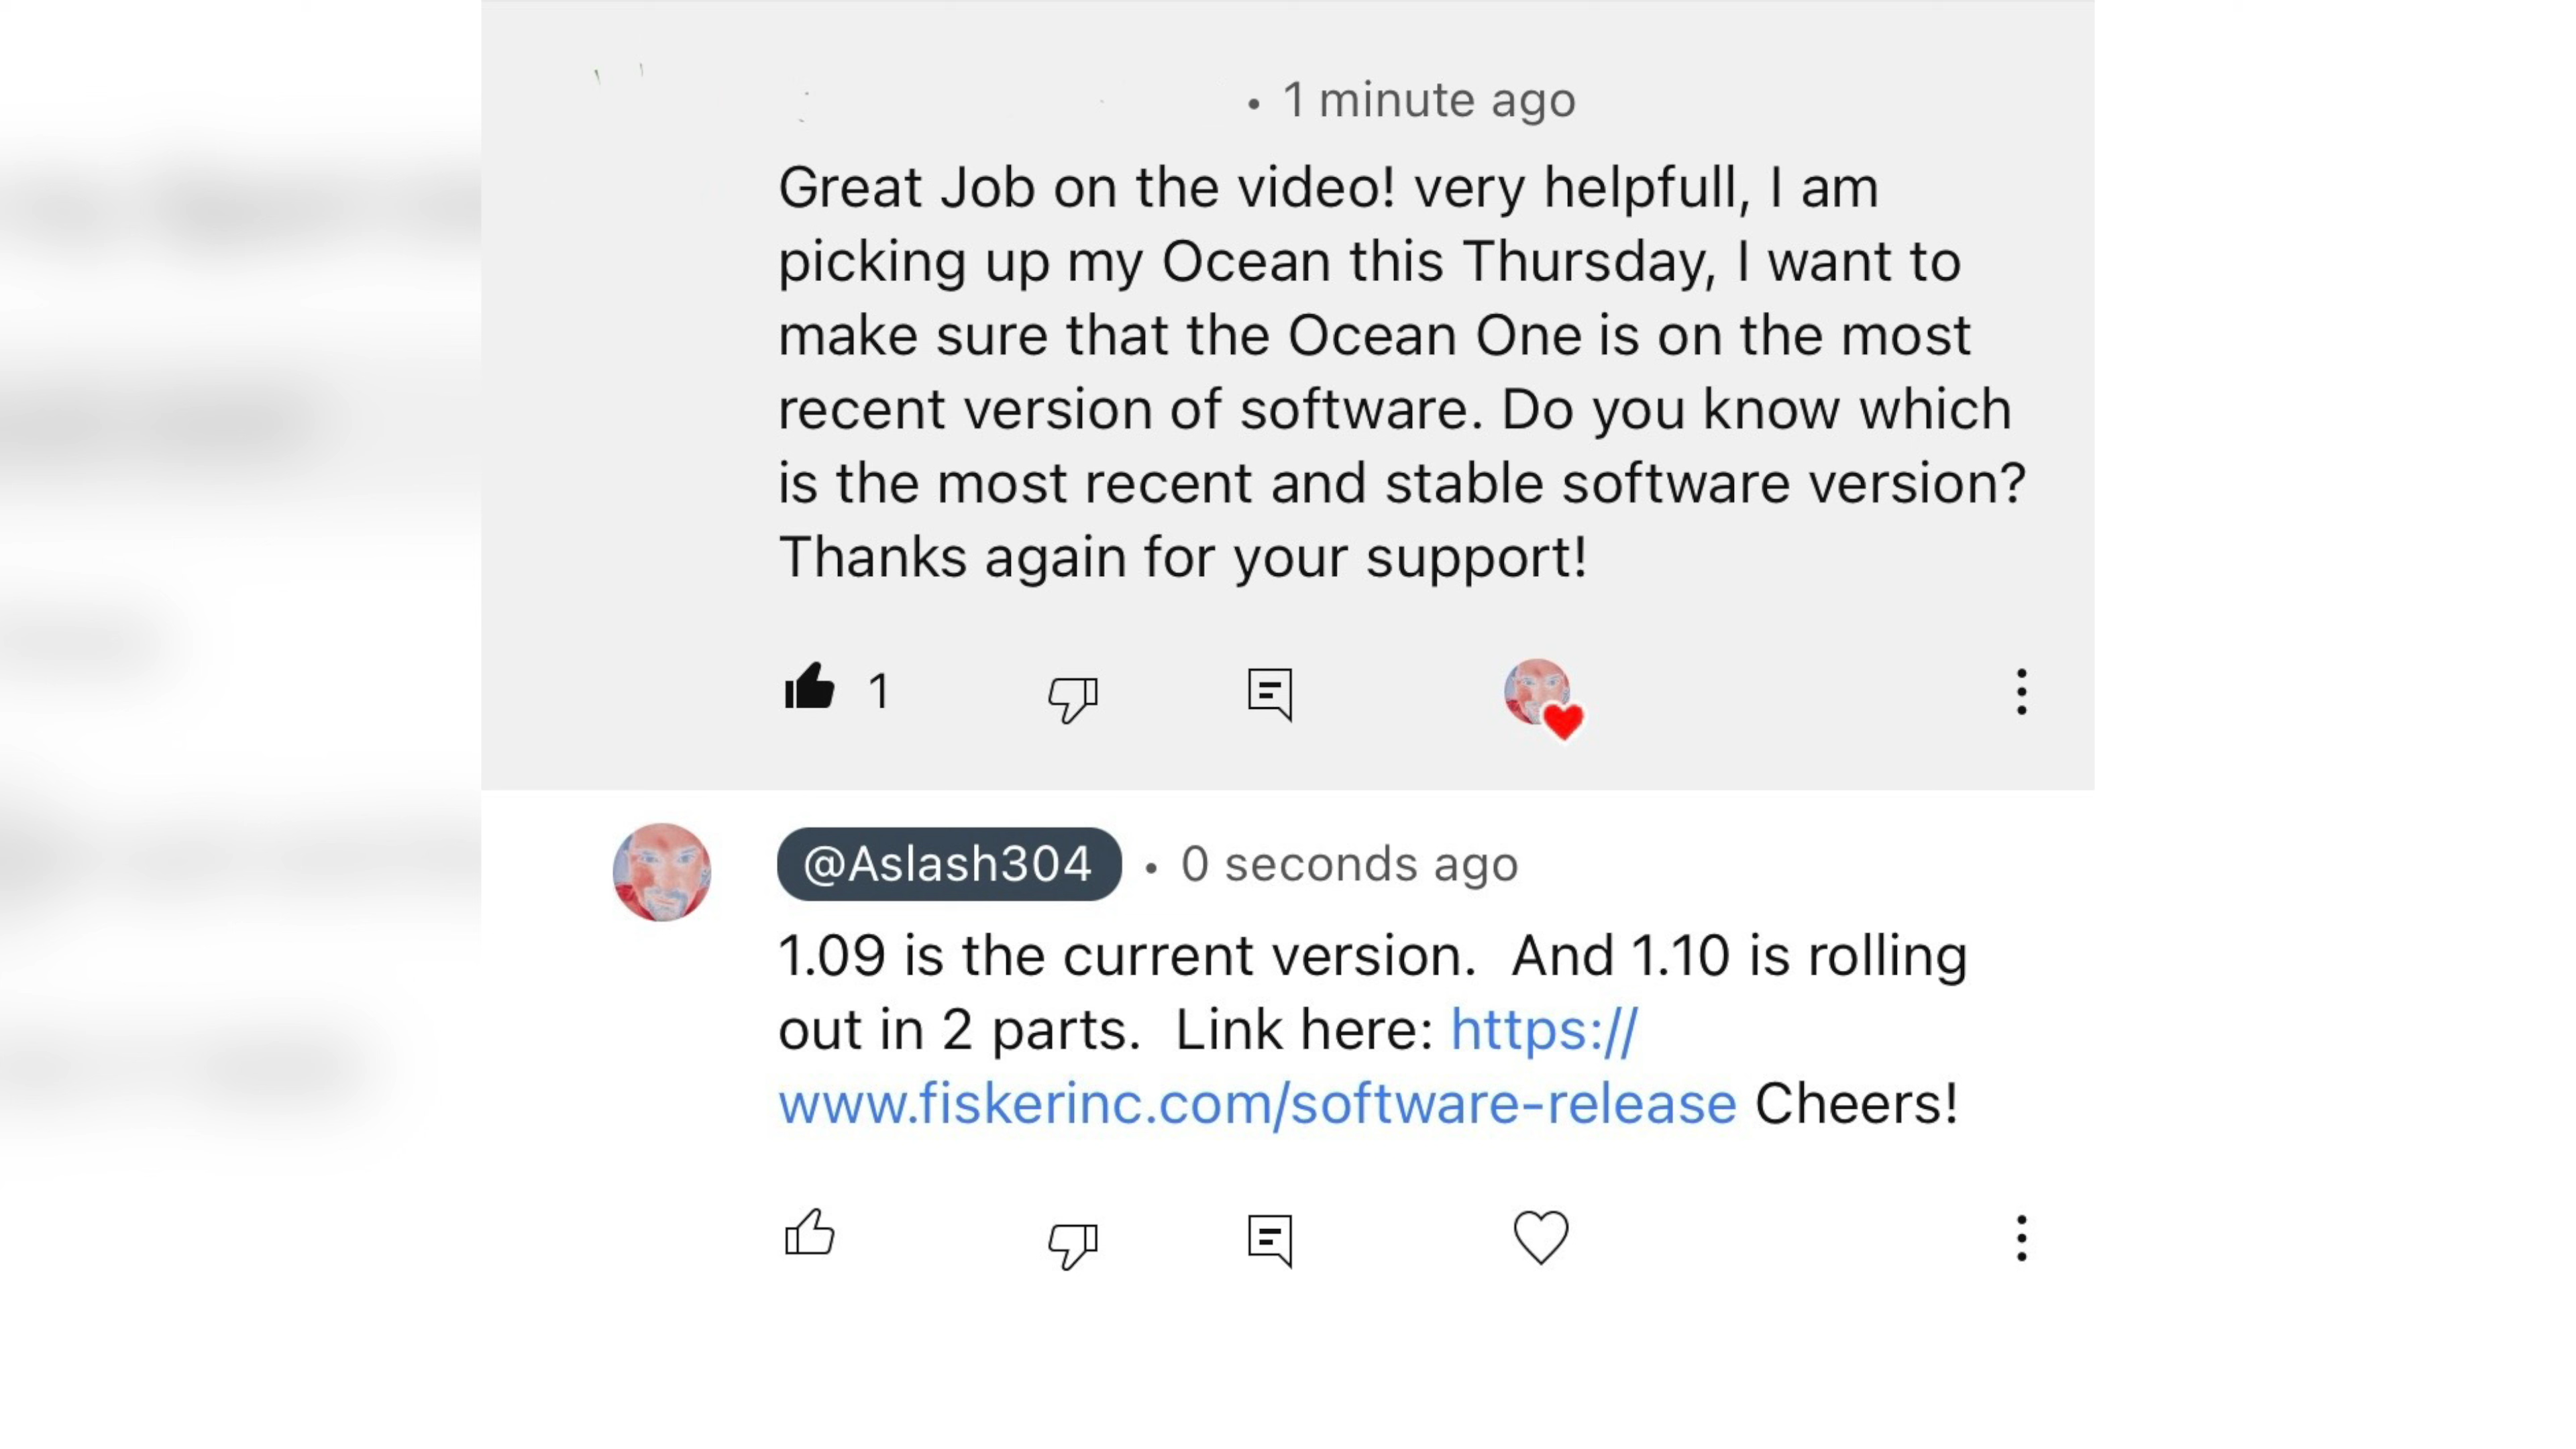 • 1 minute ago
Great Job on the video! very helpfull, I am
picking up my Ocean this Thursday, I want to
make sure that the Ocean One is on the most
recent version of software. Do you know which
is the most recent and stable software version?
Thanks again for your support!
1
@Aslash304 • 0 seconds ago
1.09 is the current version.  And 1.10 is rolling
out in 2 parts.  Link here: https://
www.fiskerinc.com/software-release Cheers!